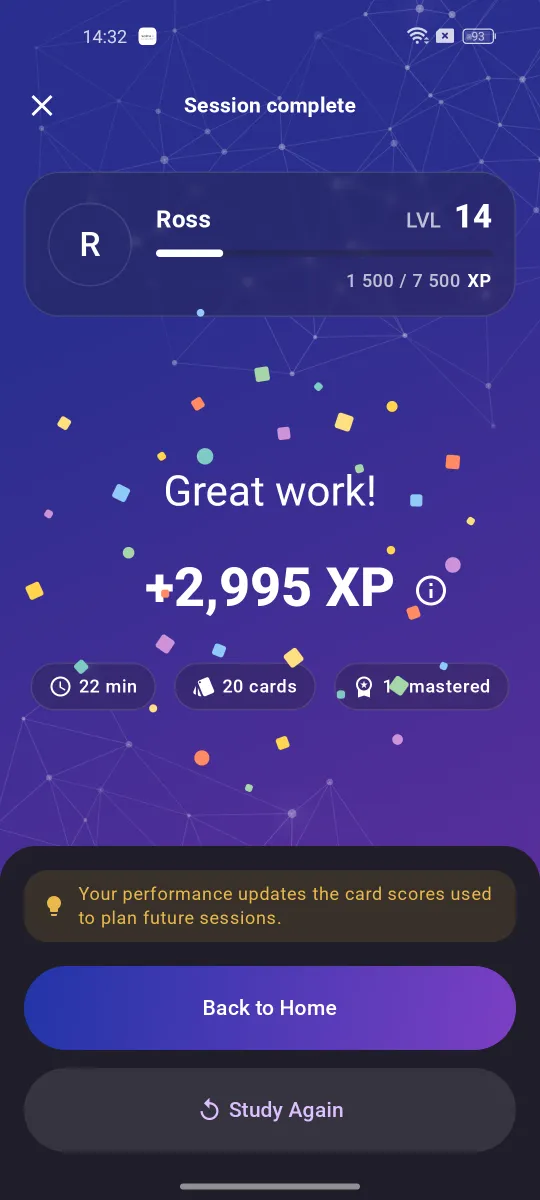 14:32
93
Session complete
R
Ross
LVL 14
1 500 / 7 500 XP
Great work!
+2,995 XP
22 min
20 cards
mastered
Your performance updates the card scores used
to plan future sessions.
Back to Home
Study Again